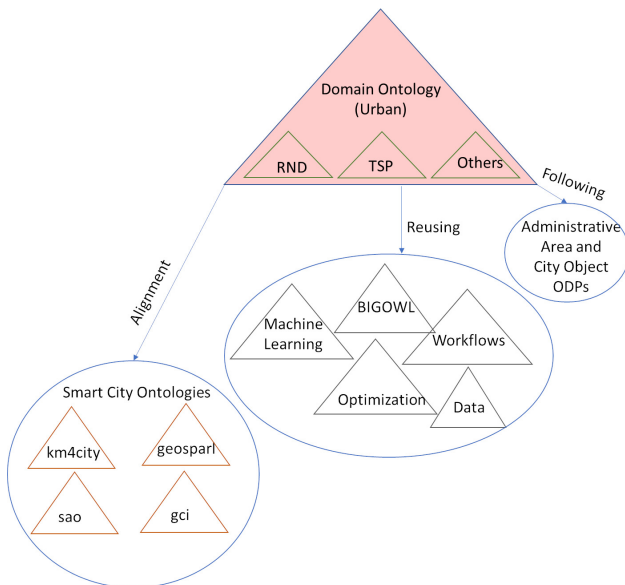 Domain Ontology
(Urban)
RND
TSP
Others
Following
Administrative
Area and
City Object
ODPs
Reusing
Alignment
BIGOWL
Machine
Learning
Workflows
Optimization
Data
Smart City Ontologies
km4city
geosparl
sao
gci